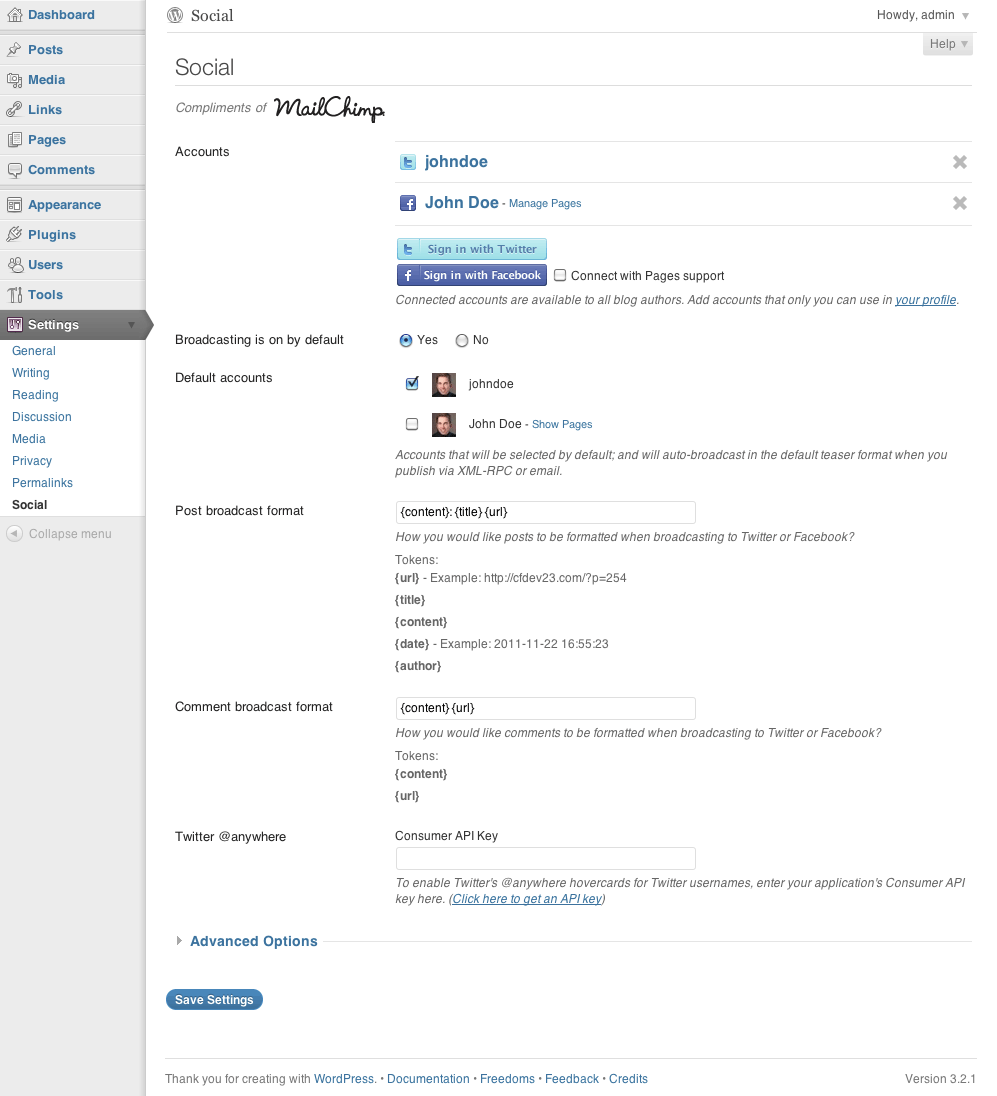 Dashboard
Posts
Media
Links
Pages
Comments
Appearance
Plugins
Users
Tools
Settings
General
Writing
Reading
Discussion
Media
Privacy
Permalinks
Social
Collapse menu
Social
Howdy, admin
Help
Social
Compliments of MailChimp
Accounts
johndoe
John Doe - Manage Pages
Sign in with Twitter
Sign in with Facebook Connect with Pages support
Connected accounts are available to all blog authors. Add accounts that only you can use in your profile.
Broadcasting is on by default
Yes No
Default accounts
johndoe
John Doe - Show Pages
Accounts that will be selected by default; and will auto-broadcast in the default teaser format when you
publish via XML-RPC or email.
Post broadcast format
{content}: {title} {url}
How you would like posts to be formatted when broadcasting to Twitter or Facebook?
Tokens:
{url} - Example: http://cfdev23.com/?p=254
{title}
{content}
{date} - Example: 2011-11-22 16:55:23
{author}
Comment broadcast format
{content} {url}
How you would like comments to be formatted when broadcasting to Twitter or Facebook?
Tokens:
{content}
{url}
Twitter @anywhere
Consumer API Key
To enable Twitter's @anywhere hovercards for Twitter usernames, enter your application's Consumer API
key here. (Click here to get an API key)
Advanced Options
Save Settings
Thank you for creating with WordPress. • Documentation • Freedoms • Feedback • Credits
Version 3.2.1